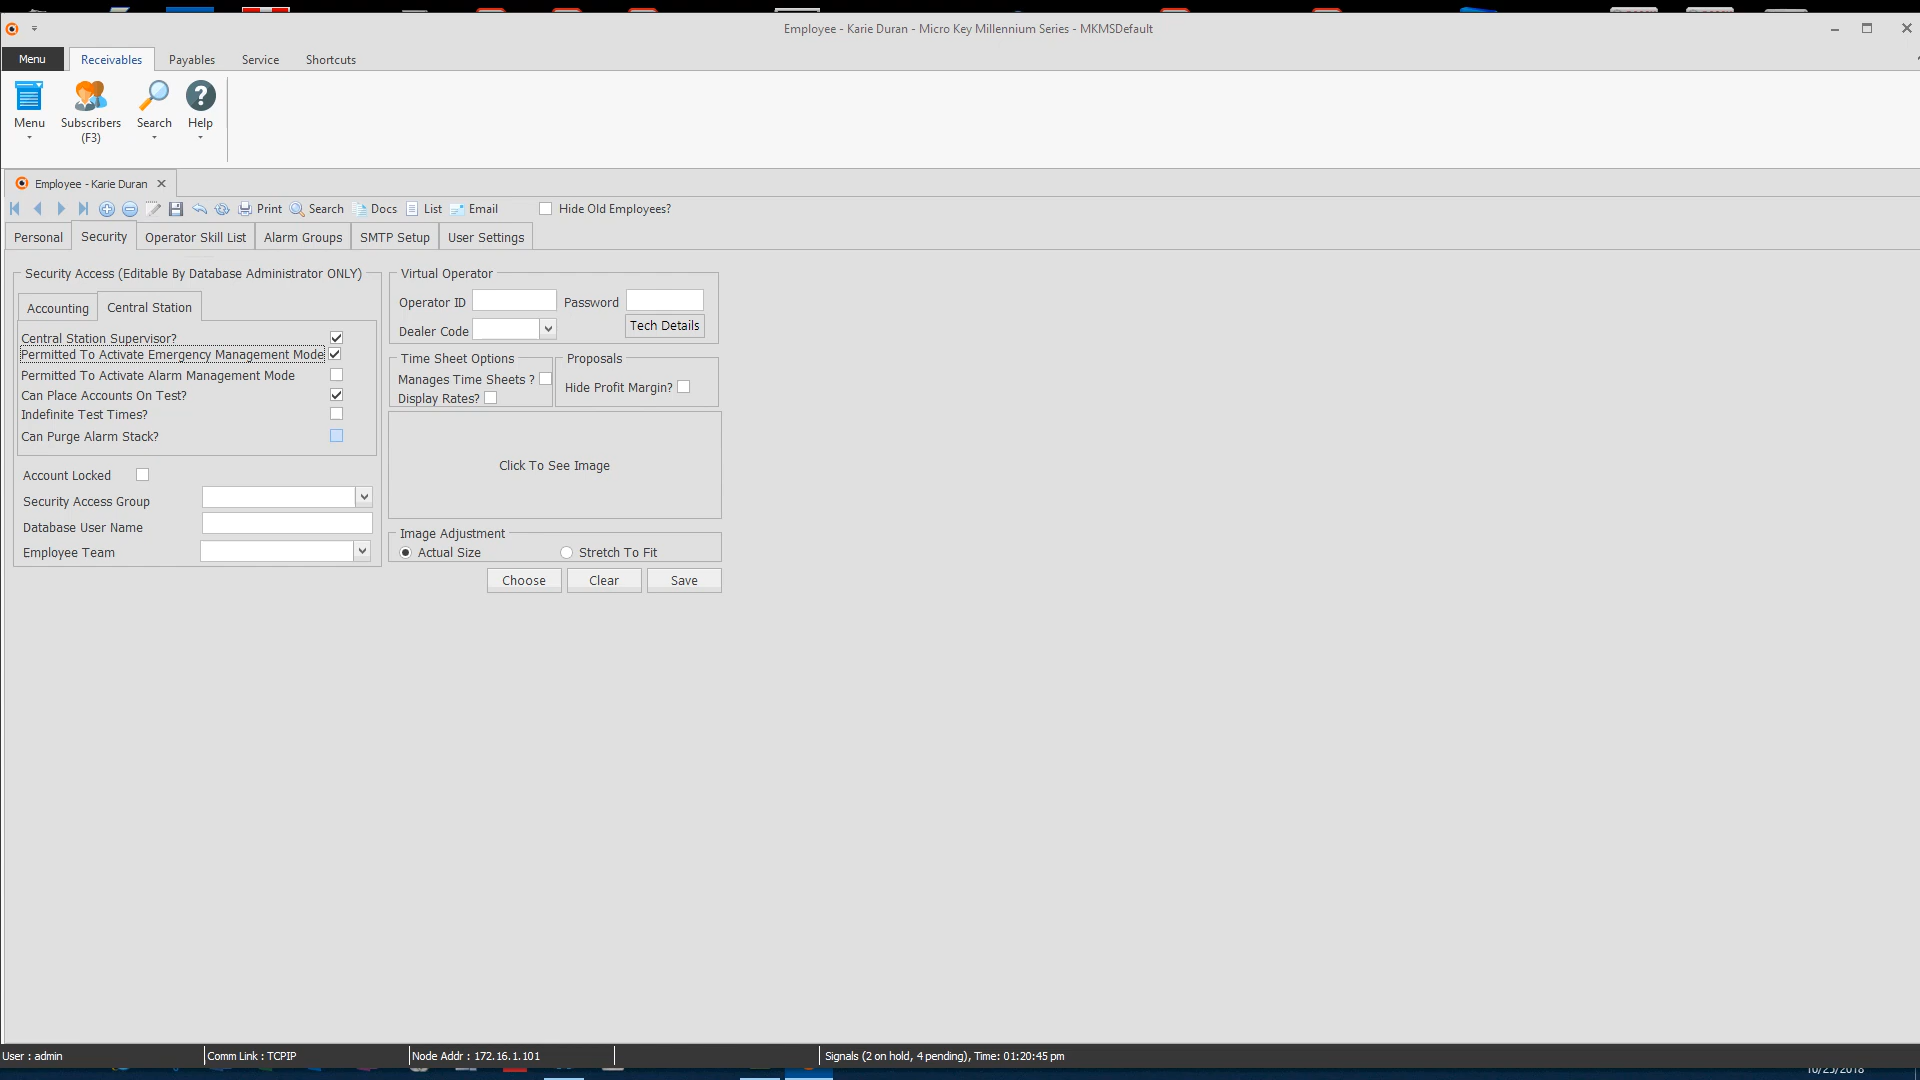 Employee - Karie Duran - Micro Key Millennium Series - MKMSDefault
Menu Receivables Payables Service Shortcuts
Menu Subscribers (F3) Search Help
Employee - Karie Duran
Print Search Docs List Email Hide Old Employees?
Personal Security Operator Skill List Alarm Groups SMTP Setup User Settings
Security Access (Editable By Database Administrator ONLY)
Accounting Central Station
Central Station Supervisor?
Permitted To Activate Emergency Management Mode
Permitted To Activate Alarm Management Mode
Can Place Accounts On Test?
Indefinite Test Times?
Can Purge Alarm Stack?
Account Locked
Security Access Group
Database User Name
Employee Team
Virtual Operator
Operator ID Password
Dealer Code Tech Details
Time Sheet Options
Manages Time Sheets ?
Display Rates?
Proposals
Hide Profit Margin?
Click To See Image
Image Adjustment
Actual Size Stretch To Fit
Choose Clear Save
User : admin Comm Link : TCPIP Node Addr : 172.16.1.101 Signals (2 on hold, 4 pending), Time: 01:20:45 pm
10/25/2018